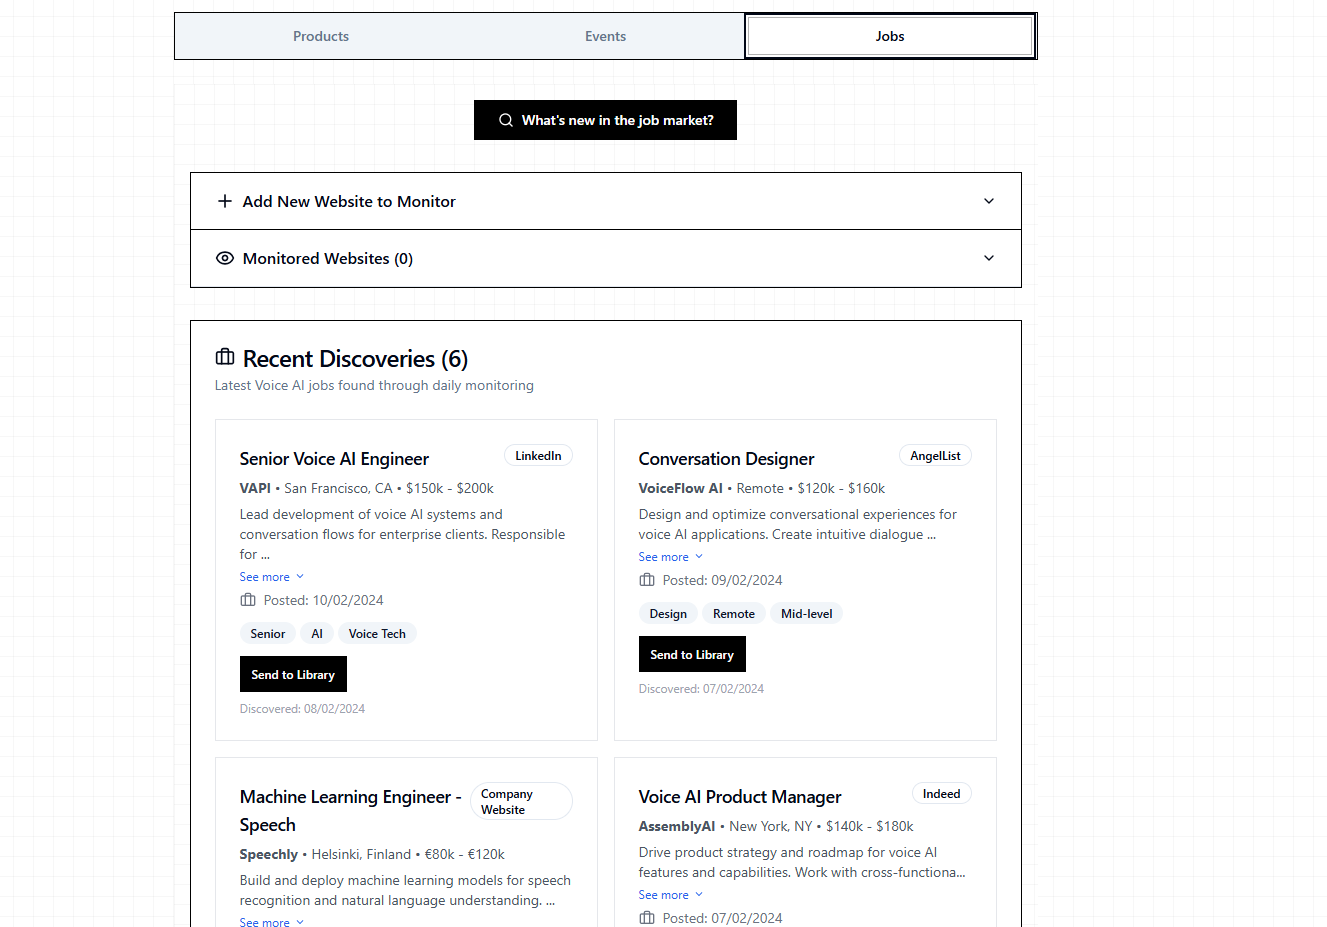 Products
Events
Jobs
What's new in the job market?
Add New Website to Monitor
Monitored Websites (0)
Recent Discoveries (6)
Latest Voice AI jobs found through daily monitoring
Senior Voice AI Engineer
LinkedIn
VAPI • San Francisco, CA • $150k - $200k
Lead development of voice AI systems and
conversation flows for enterprise clients. Responsible
for ...
See more
Posted: 10/02/2024
Senior
AI
Voice Tech
Send to Library
Discovered: 08/02/2024
Conversation Designer
AngelList
VoiceFlow AI • Remote • $120k - $160k
Design and optimize conversational experiences for
voice AI applications. Create intuitive dialogue ...
See more
Posted: 09/02/2024
Design
Remote
Mid-level
Send to Library
Discovered: 07/02/2024
Machine Learning Engineer -
Speech
Company
Website
Speechly • Helsinki, Finland • €80k - €120k
Build and deploy machine learning models for speech
recognition and natural language understanding. ...
See more
Voice AI Product Manager
Indeed
AssemblyAI • New York, NY • $140k - $180k
Drive product strategy and roadmap for voice AI
features and capabilities. Work with cross-functiona...
See more
Posted: 07/02/2024